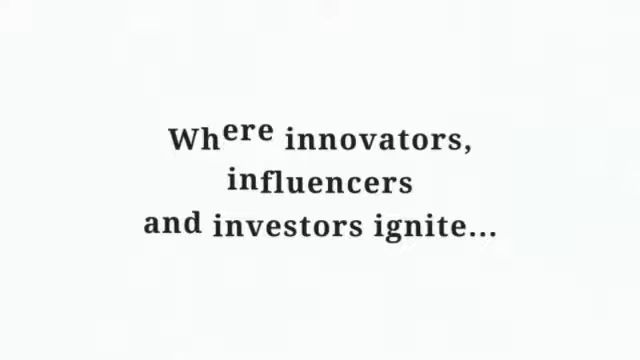 Where innovators,
influencers
and investors ignite...